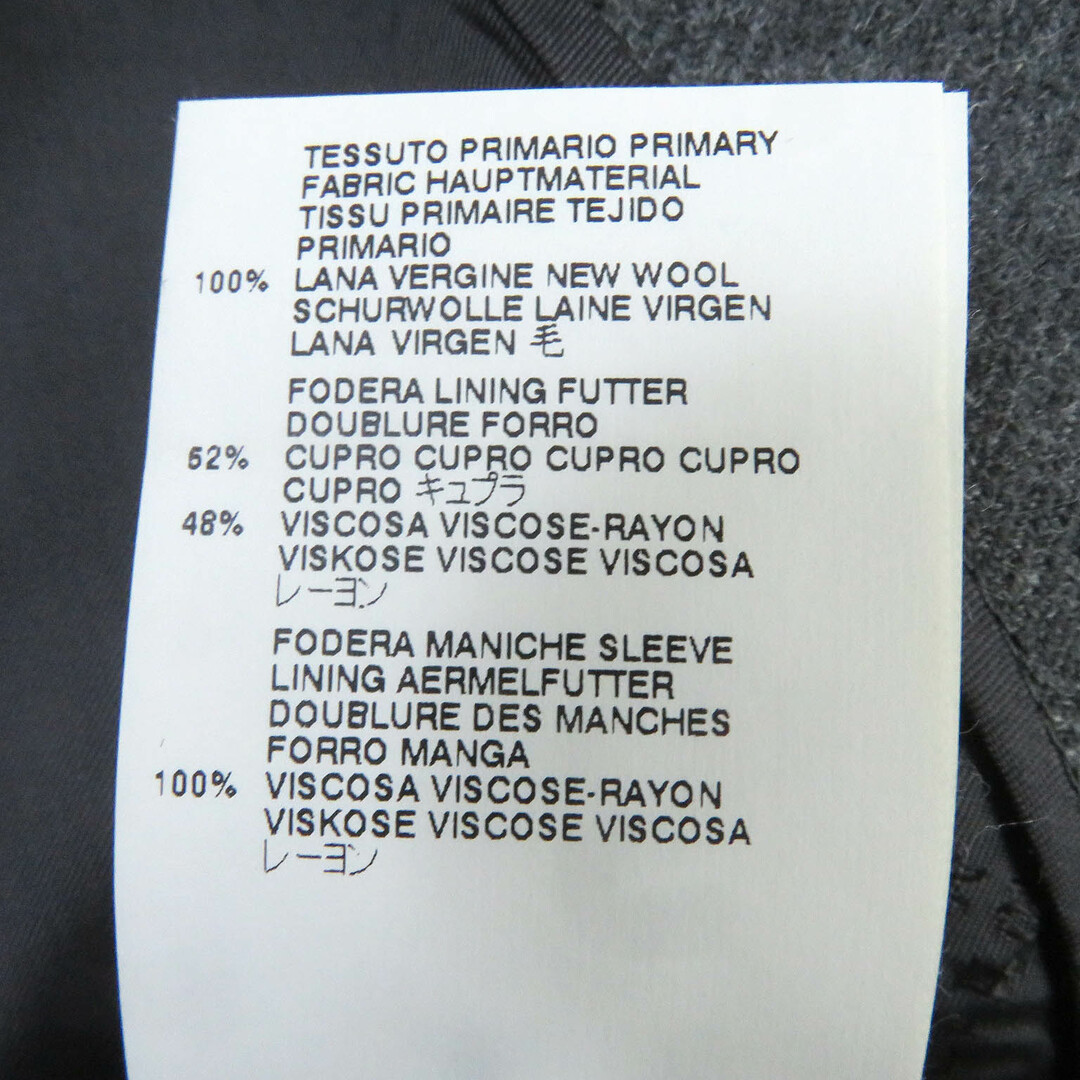 TESSUTO PRIMARIO PRIMARY
FABRIC HAUPTMATERIAL
TISSU PRIMAIRE TEJIDO
PRIMARIO
100% LANA VERGINE NEW WOOL
SCHURWOLLE LAINE VIRGEN
LANA VIRGEN 毛
FODERA LINING FUTTER
DOUBLURE FORRO
52% CUPRO CUPRO CUPRO CUPRO
CUPRO キュプラ
48% VISCOSA VISCOSE-RAYON
VISKOSE VISCOSE VISCOSA
レーヨン
FODERA MANICHE SLEEVE
LINING AERMELFUTTER
DOUBLURE DES MANCHES
FORRO MANGA
100% VISCOSA VISCOSE-RAYON
VISKOSE VISCOSE VISCOSA
レーヨン